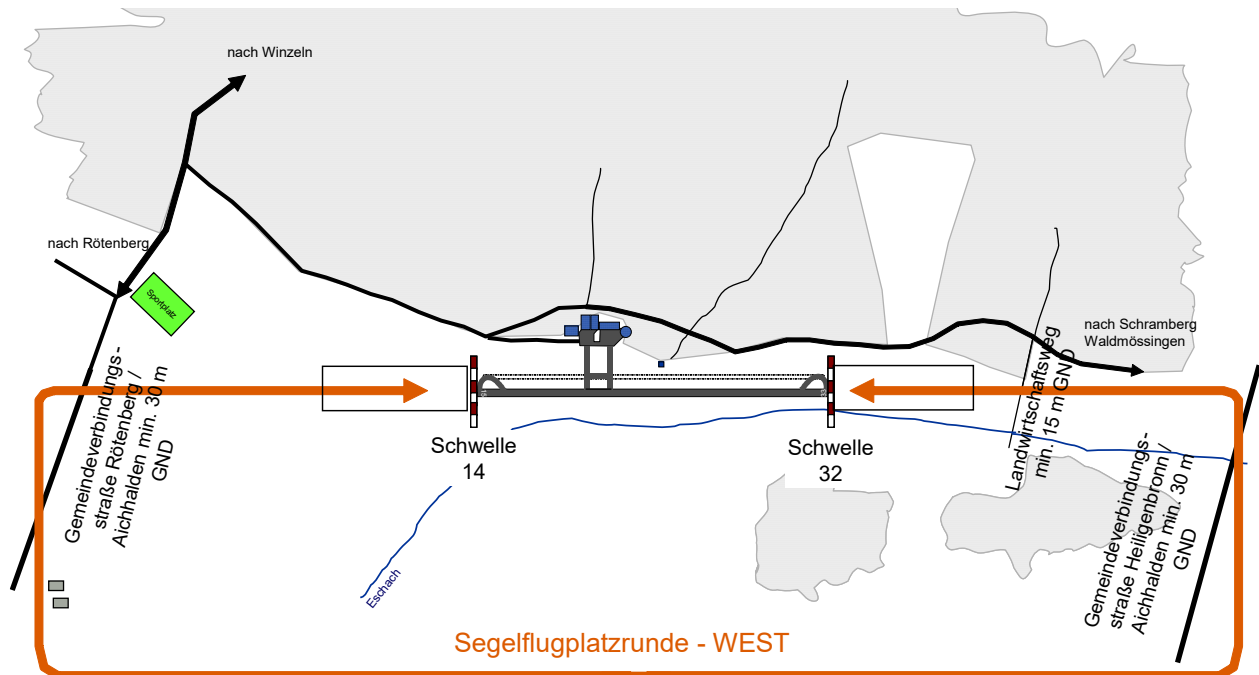 nach Winzeln
nach Rötenberg
Sportplatz
nach Schramberg
Waldmössingen
Gemeindeverbindungs-
straße Rötenberg /
Aichhalden min. 30 m
GND
Schwelle
14
Schwelle
32
Landwirtschaftsweg
min. 15 m GND
Gemeindeverbindungs-
straße Heiligenbronn /
Aichhalden min. 30 m
GND
Eschach
Segelflugplatzrunde - WEST